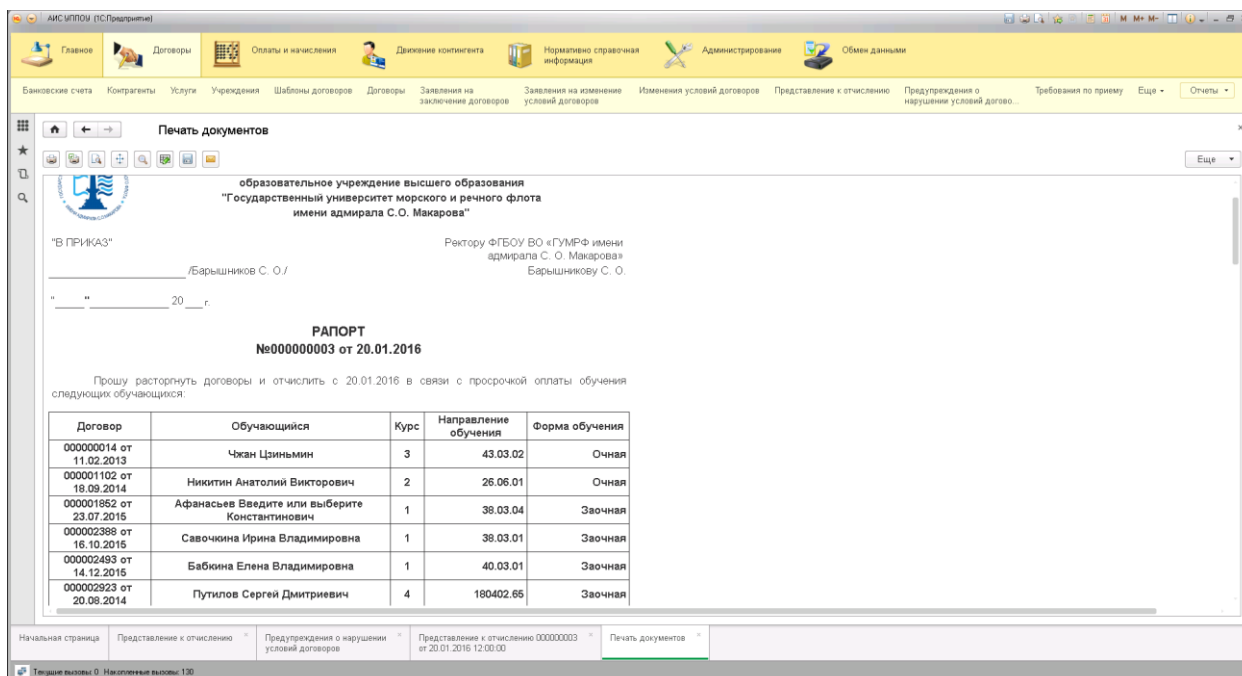 АИС УППОУ (1С:Предприятие)
M M+ M-
Главное
Договоры
Оплаты и начисления
Движение контингента
Нормативно справочная
информация
Администрирование
Обмен данными
Банковские счета
Контрагенты
Услуги
Учреждения
Шаблоны договоров
Договоры
Заявления на
заключение договоров
Заявления на изменение
условий договоров
Изменения условий договоров
Представление к отчислению
Предупреждения о
нарушении условий догово...
Требования по приему
Еще
Отчеты
Печать документов
Еще
образовательное учреждение высшего образования
"Государственный университет морского и речного флота
имени адмирала С.О. Макарова"
"В ПРИКАЗ"
Ректору ФГБОУ ВО «ГУМРФ имени
адмирала С. О. Макарова»
Барышникову С. О.
____________________/Барышников С. О./
"_____"____________ 20 ___г.
РАПОРТ
№000000003 от 20.01.2016
Прошу расторгнуть договоры и отчислить с 20.01.2016 в связи с просрочкой оплаты обучения
следующих обучающихся:
Договор Обучающийся Курс Направление обучения Форма обучения
000000014 от 11.02.2013 Чжан Цзиньмин 3 43.03.02 Очная
000001102 от 18.09.2014 Никитин Анатолий Викторович 2 26.06.01 Очная
000001852 от 23.07.2015 Афанасьев Введите или выберите Константинович 1 38.03.04 Заочная
000002388 от 16.10.2015 Савочкина Ирина Владимировна 1 38.03.01 Заочная
000002493 от 14.12.2015 Бабкина Елена Владимировна 1 40.03.01 Заочная
000002923 от 20.08.2014 Путилов Сергей Дмитриевич 4 180402.65 Заочная
Начальная страница
Представление к отчислению
Предупреждения о нарушении
условий договоров
Представление к отчислению 000000003
от 20.01.2016 12:00:00
Печать документов
Текущие вызовы: 0 Накопленные вызовы: 130